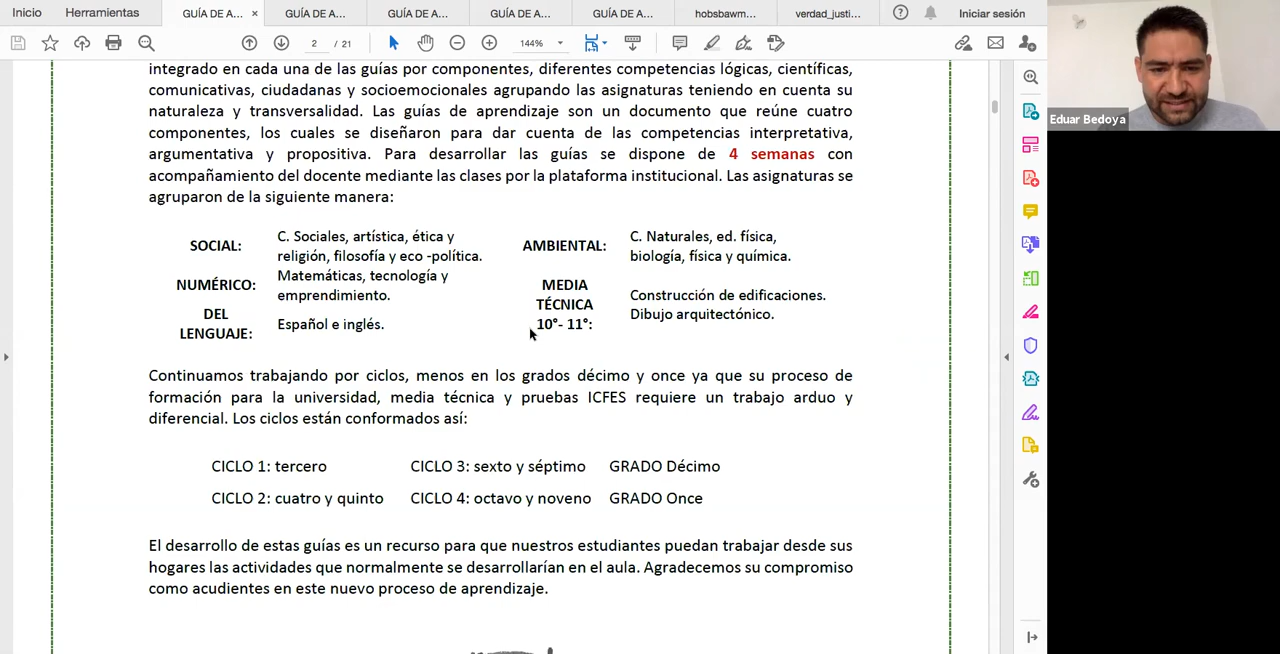 Inicio Herramientas GUÍA DE A... × GUÍA DE A... GUÍA DE A... GUÍA DE A... GUÍA DE A... hobsbawm... verdad_justi... Iniciar sesión
2 / 21 144%
integrado en cada una de las guías por componentes, diferentes competencias lógicas, científicas,
comunicativas, ciudadanas y socioemocionales agrupando las asignaturas teniendo en cuenta su
naturaleza y transversalidad. Las guías de aprendizaje son un documento que reúne cuatro
componentes, los cuales se diseñaron para dar cuenta de las competencias interpretativa,
argumentativa y propositiva. Para desarrollar las guías se dispone de 4 semanas con
acompañamiento del docente mediante las clases por la plataforma institucional. Las asignaturas se
agruparon de la siguiente manera:
SOCIAL: C. Sociales, artística, ética y
religión, filosofía y eco -política.
NUMÉRICO: Matemáticas, tecnología y
emprendimiento.
DEL
LENGUAJE: Español e inglés.
AMBIENTAL: C. Naturales, ed. física,
biología, física y química.
MEDIA
TÉCNICA
10°- 11°:
Construcción de edificaciones.
Dibujo arquitectónico.
Continuamos trabajando por ciclos, menos en los grados décimo y once ya que su proceso de
formación para la universidad, media técnica y pruebas ICFES requiere un trabajo arduo y
diferencial. Los ciclos están conformados así:
CICLO 1: tercero CICLO 3: sexto y séptimo GRADO Décimo
CICLO 2: cuatro y quinto CICLO 4: octavo y noveno GRADO Once
El desarrollo de estas guías es un recurso para que nuestros estudiantes puedan trabajar desde sus
hogares las actividades que normalmente se desarrollarían en el aula. Agradecemos su compromiso
como acudientes en este nuevo proceso de aprendizaje.
Eduar Bedoya